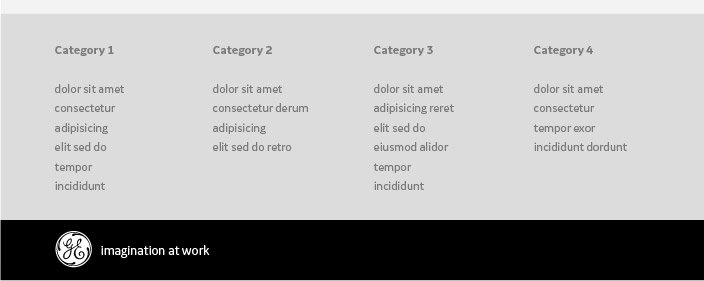 Category 1
dolor sit amet
consectetur
adipisicing
elit sed do
tempor
incididunt
Category 2
dolor sit amet
consectetur derum
adipisicing
elit sed do retro
Category 3
dolor sit amet
adipisicing reret
elit sed do
eiusmod alidor
tempor
incididunt
Category 4
dolor sit amet
consectetur
tempor exor
incididunt dordunt
GE
imagination at work